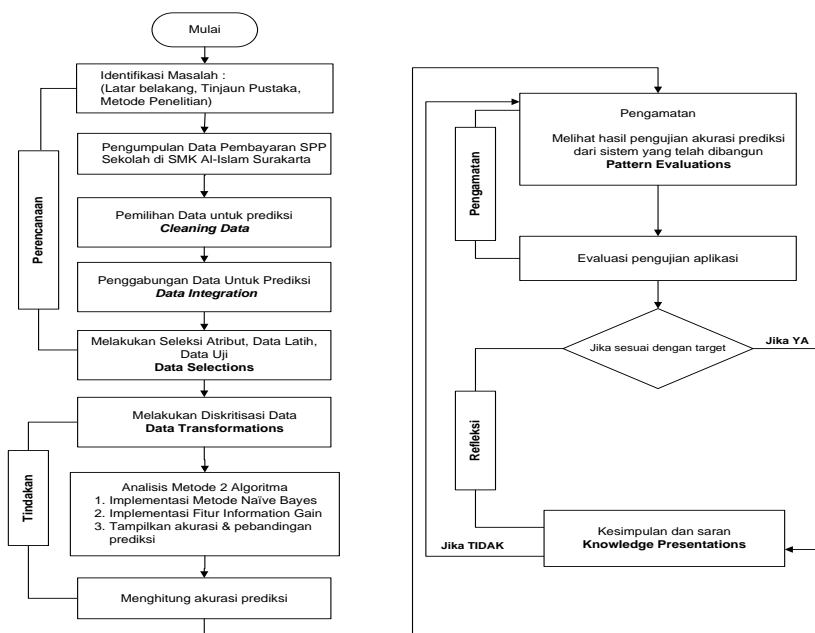 Mulai
Identifikasi Masalah :
(Latar belakang, Tinjaun Pustaka,
Metode Penelitian)
Pengumpulan Data Pembayaran SPP
Sekolah di SMK Al-Islam Surakarta
Pemilihan Data untuk prediksi
Cleaning Data
Penggabungan Data Untuk Prediksi
Data Integration
Melakukan Seleksi Atribut, Data Latih,
Data Uji
Data Selections
Perencanaan
Melakukan Diskritisasi Data
Data Transformations
Analisis Metode 2 Algoritma
1. Implementasi Metode Naïve Bayes
2. Implementasi Fitur Information Gain
3. Tampilkan akurasi & pebandingan
prediksi
Menghitung akurasi prediksi
Tindakan
Pengamatan
Melihat hasil pengujian akurasi prediksi
dari sistem yang telah dibangun
Pattern Evaluations
Pengamatan
Evaluasi pengujian aplikasi
Jika sesuai dengan target
Jika YA
Refleksi
Kesimpulan dan saran
Knowledge Presentations
Jika TIDAK